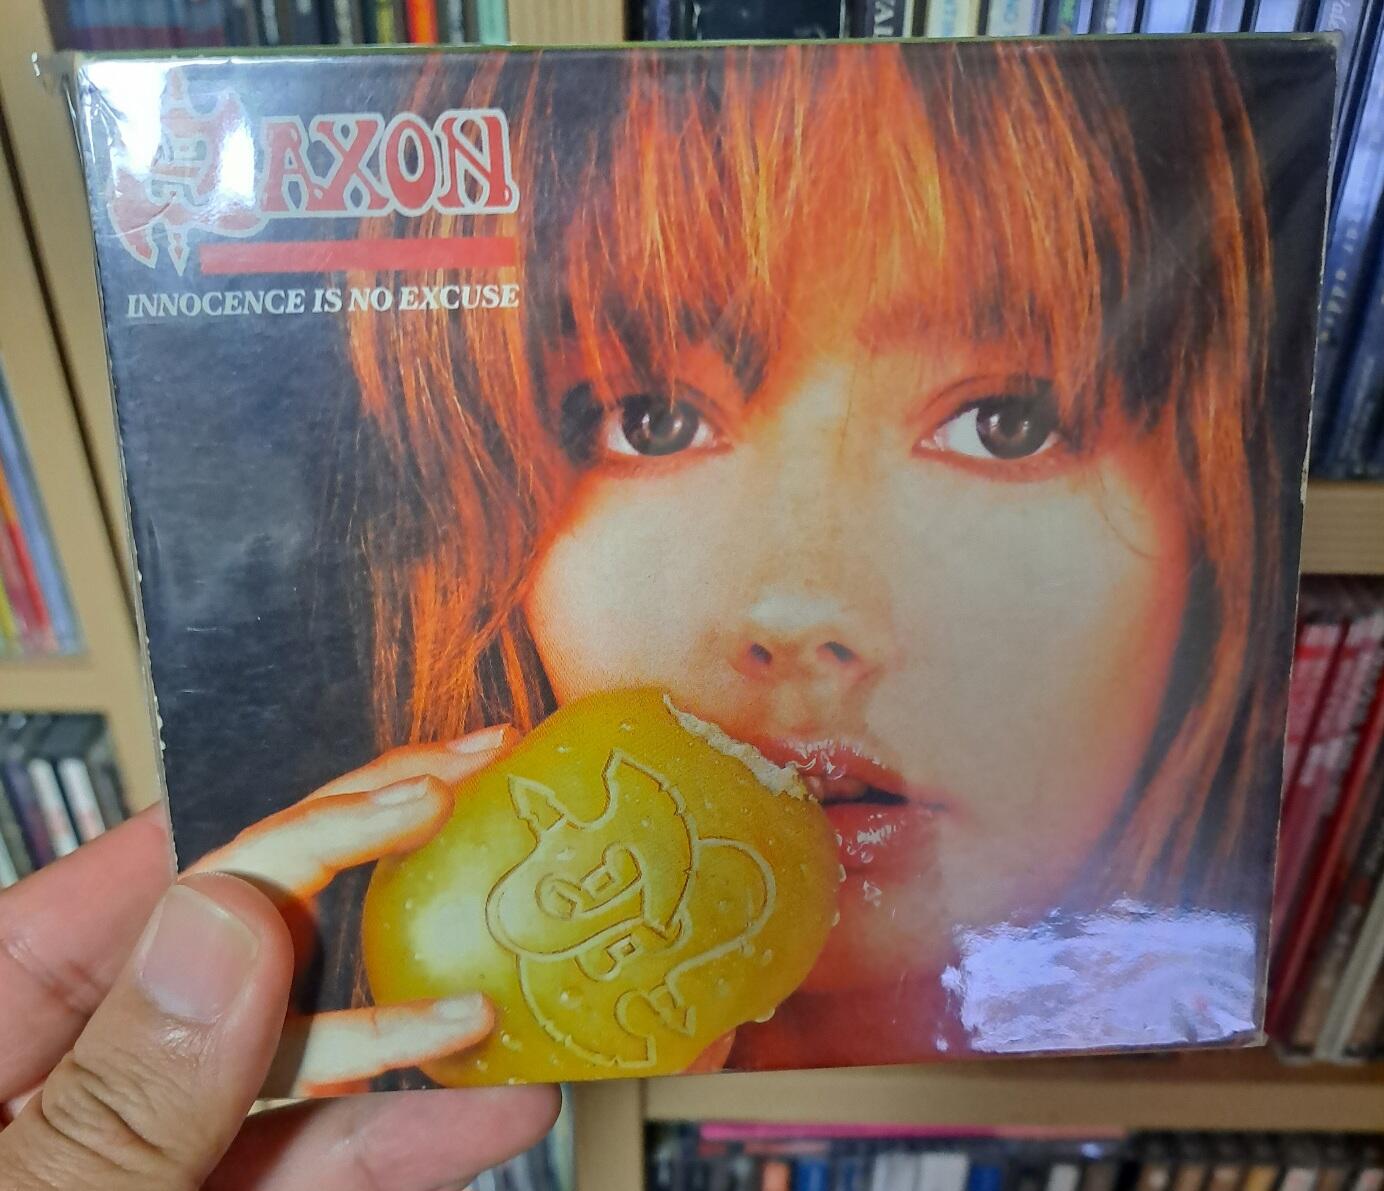 SAXON
INNOCENCE IS NO EXCUSE